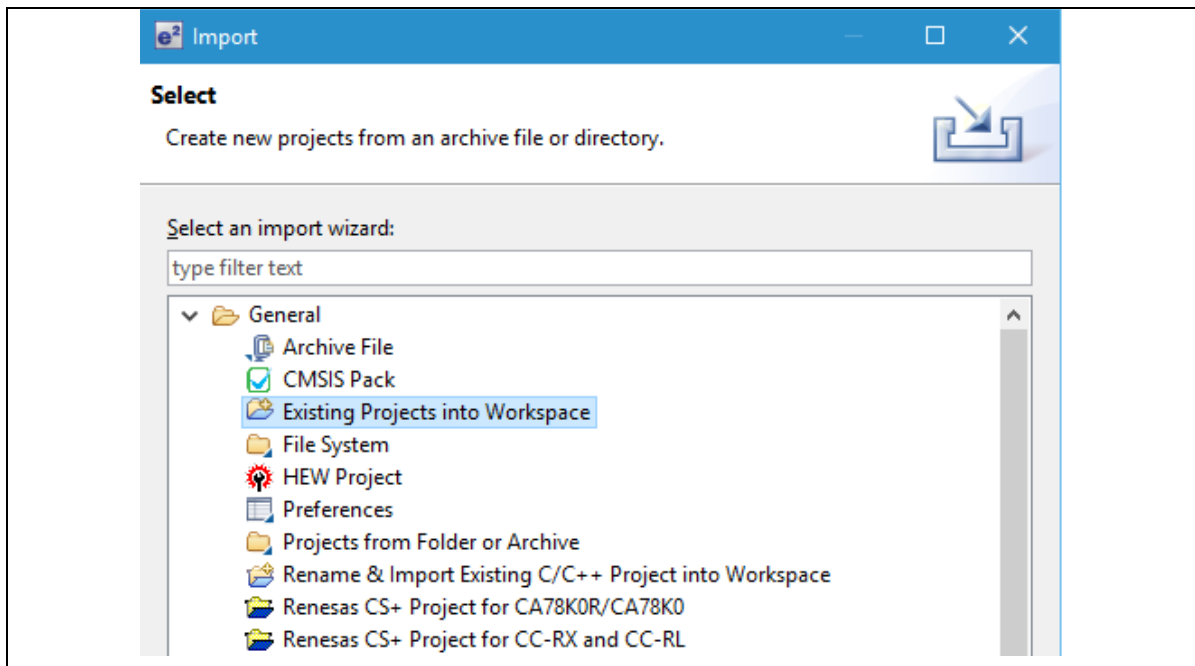 e² Import
Select
Create new projects from an archive file or directory.
Select an import wizard:
type filter text
General
Archive File
CMSIS Pack
Existing Projects into Workspace
File System
HEW Project
Preferences
Projects from Folder or Archive
Rename & Import Existing C/C++ Project into Workspace
Renesas CS+ Project for CA78K0R/CA78K0
Renesas CS+ Project for CC-RX and CC-RL